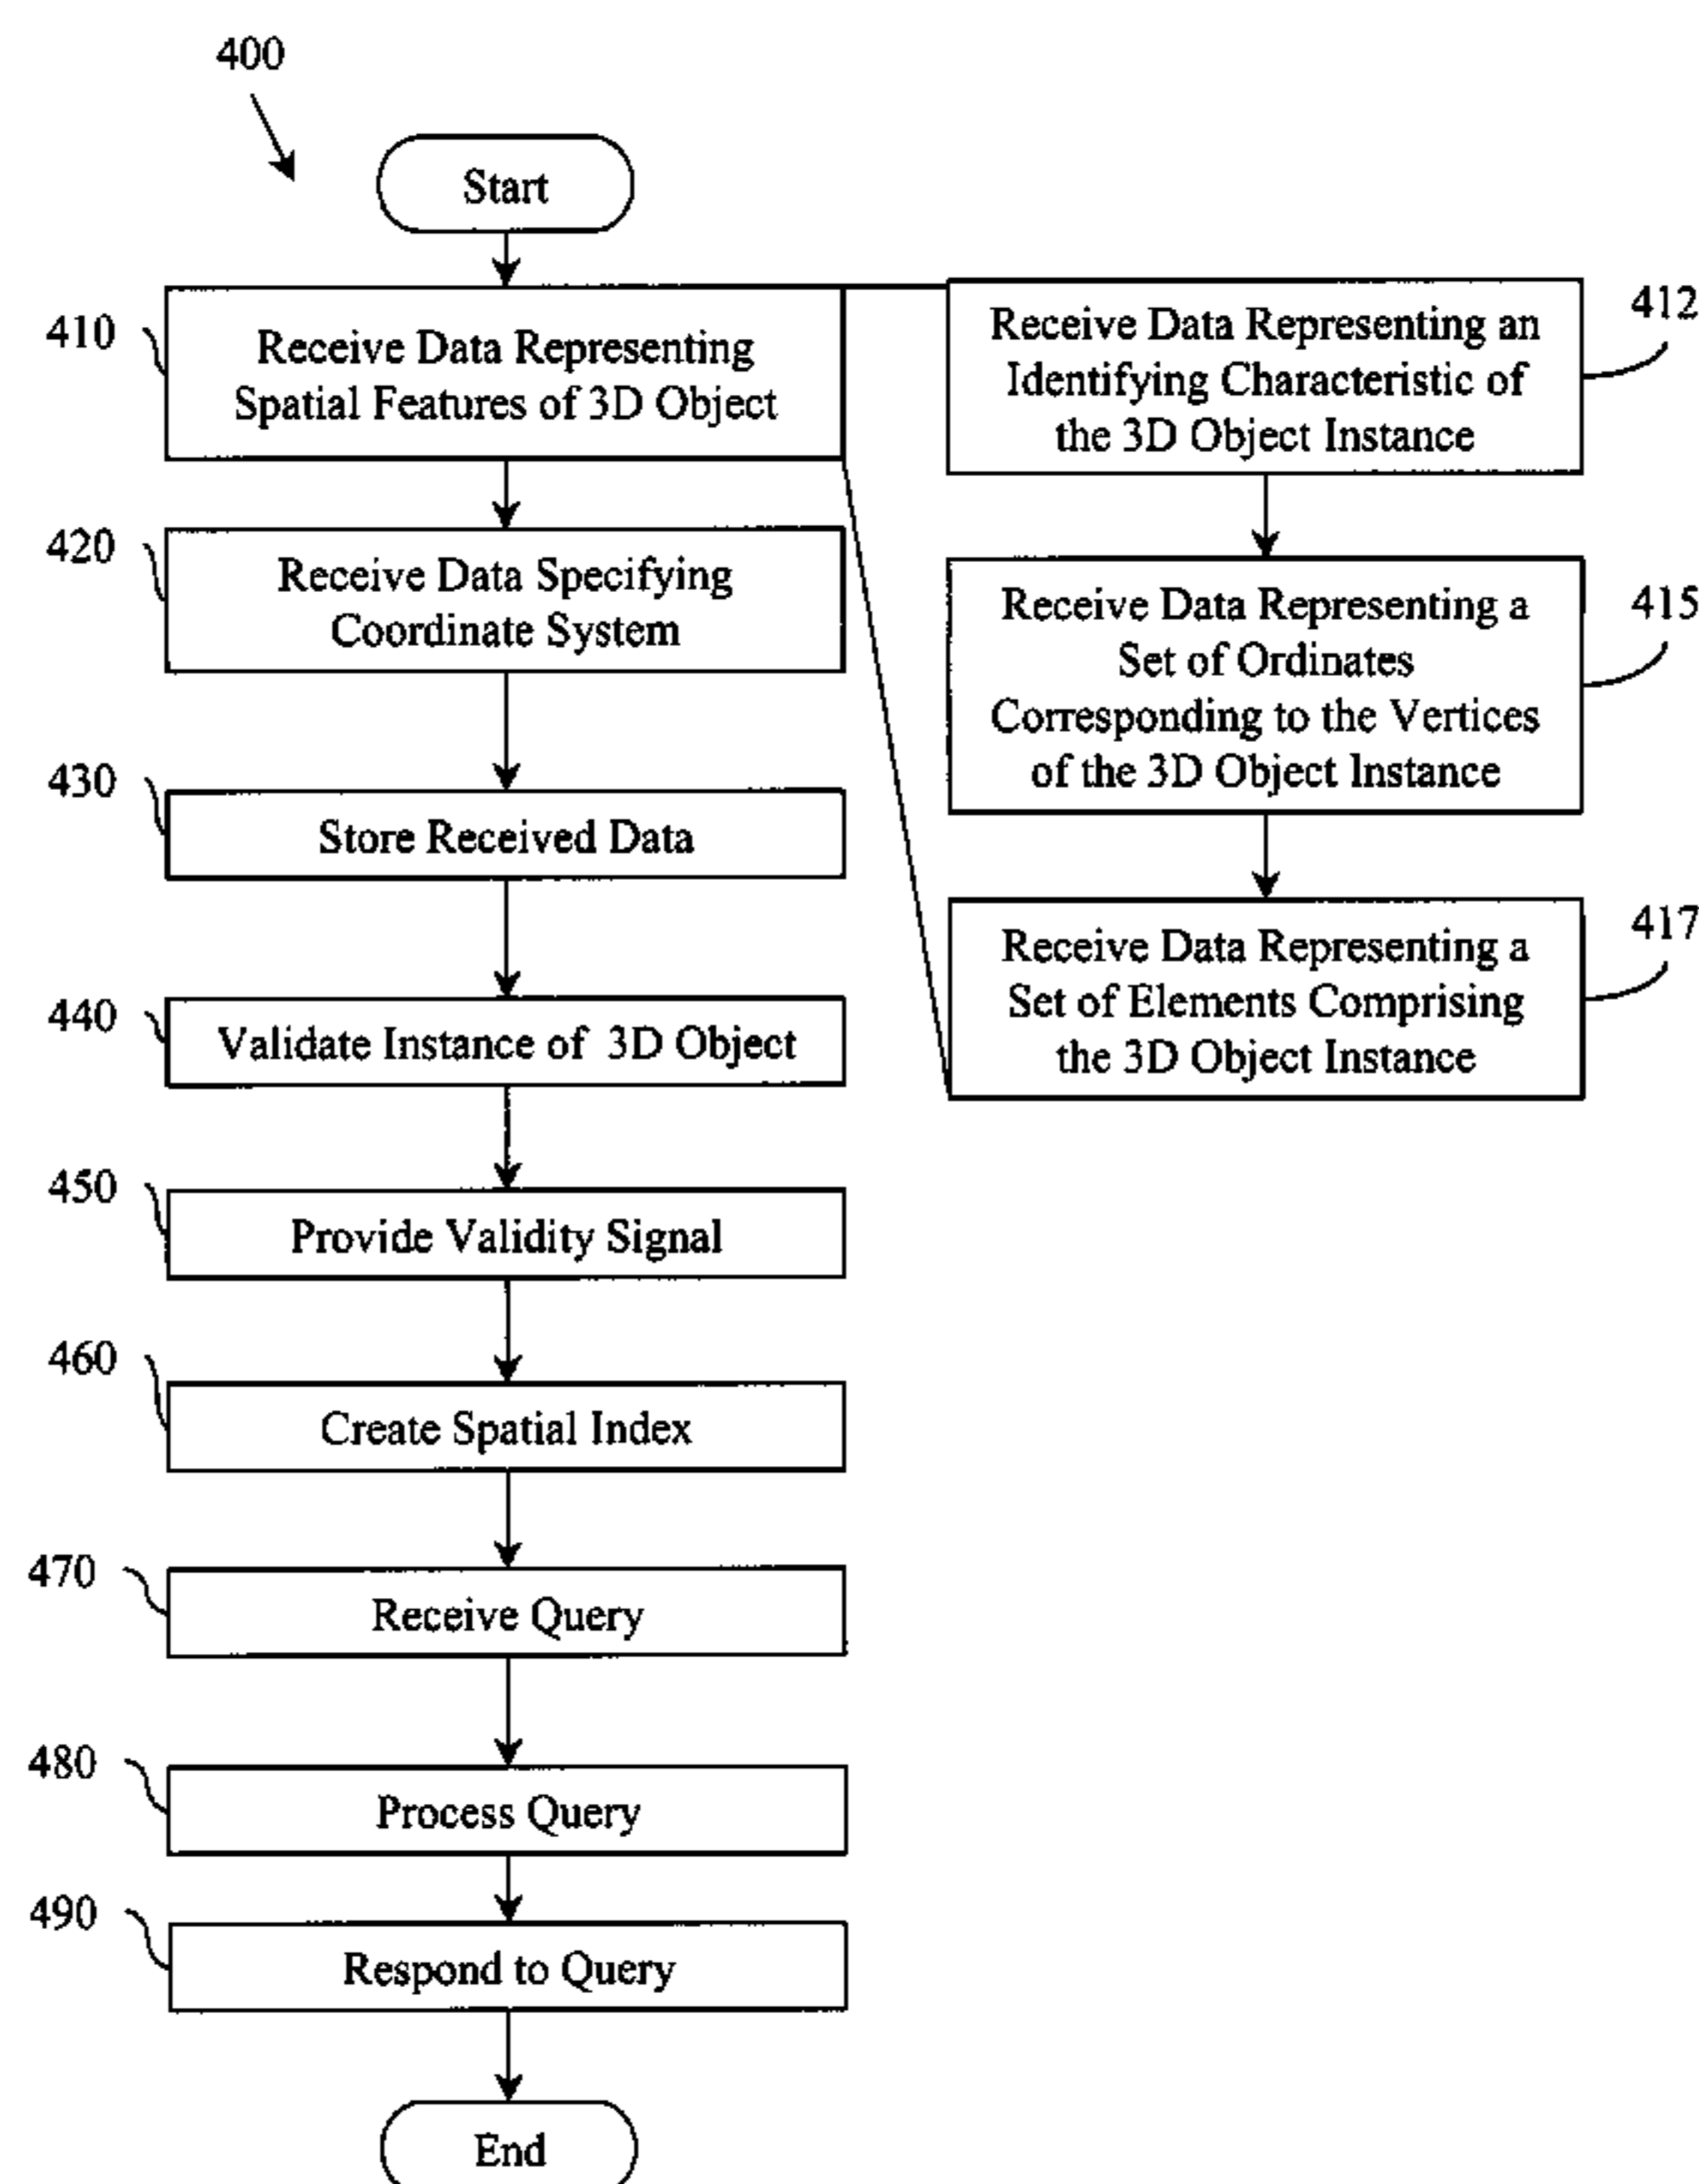 400
Start
410
Receive Data Representing
Spatial Features of 3D Object
412
Receive Data Representing an
Identifying Characteristic of
the 3D Object Instance
415
Receive Data Representing a
Set of Ordinates
Corresponding to the Vertices
of the 3D Object Instance
417
Receive Data Representing a
Set of Elements Comprising
the 3D Object Instance
420
Receive Data Specifying
Coordinate System
430
Store Received Data
440
Validate Instance of 3D Object
450
Provide Validity Signal
460
Create Spatial Index
470
Receive Query
480
Process Query
490
Respond to Query
End